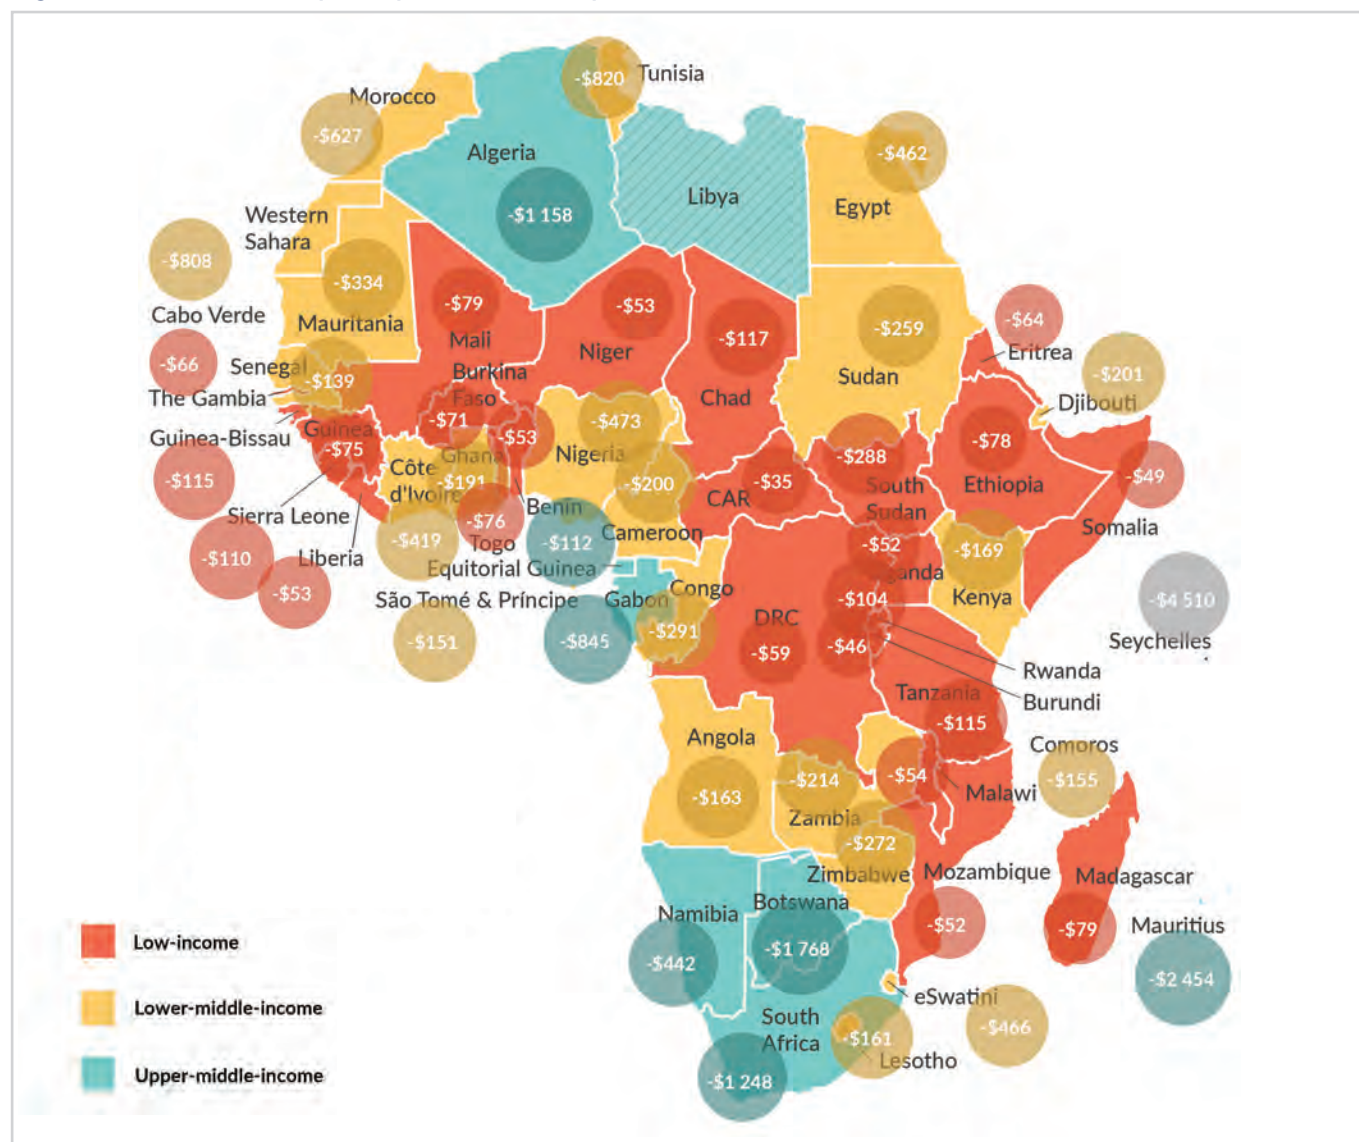 -$820
Tunisia
Morocco
-$627
Algeria
-$462
Libya
Egypt
-$1 158
Western
Sahara
-$808
-$334
Cabo Verde
Mauritania
-$79
Mali
-$53
Niger
-$117
Chad
-$259
Sudan
-$64
Eritrea
-$66
Senegal
-$139
The Gambia
Burkina
Faso
-$71
-$201
Djibouti
Guinea-Bissau
Guinea
-$75
-$53
-$473
Nigeria
-$288
South
Sudan
-$78
Ethiopia
-$49
Somalia
-$115
Côte
d'Ivoire
Ghana
-$191
-$200
Cameroon
CAR
-$35
Sierra Leone
Liberia
-$76
Togo
Benin
-$419
-$112
Equitorial Guinea
-$52
Uganda
-$169
Kenya
-$110
-$53
São Tomé & Príncipe
-$151
Gabon
-$845
Congo
-$291
DRC
-$59
-$104
-$46
-$4 510
Seychelles
Rwanda
Burundi
Tanzania
-$115
Angola
-$163
-$214
Zambia
-$54
Malawi
Comoros
-$155
-$272
Zimbabwe
Mozambique
-$52
Madagascar
-$79
Mauritius
-$2 454
Namibia
-$442
Botswana
-$1 768
eSwatini
-$466
South
Africa
-$161
Lesotho
-$1 248
Low-income
Lower-middle-income
Upper-middle-income